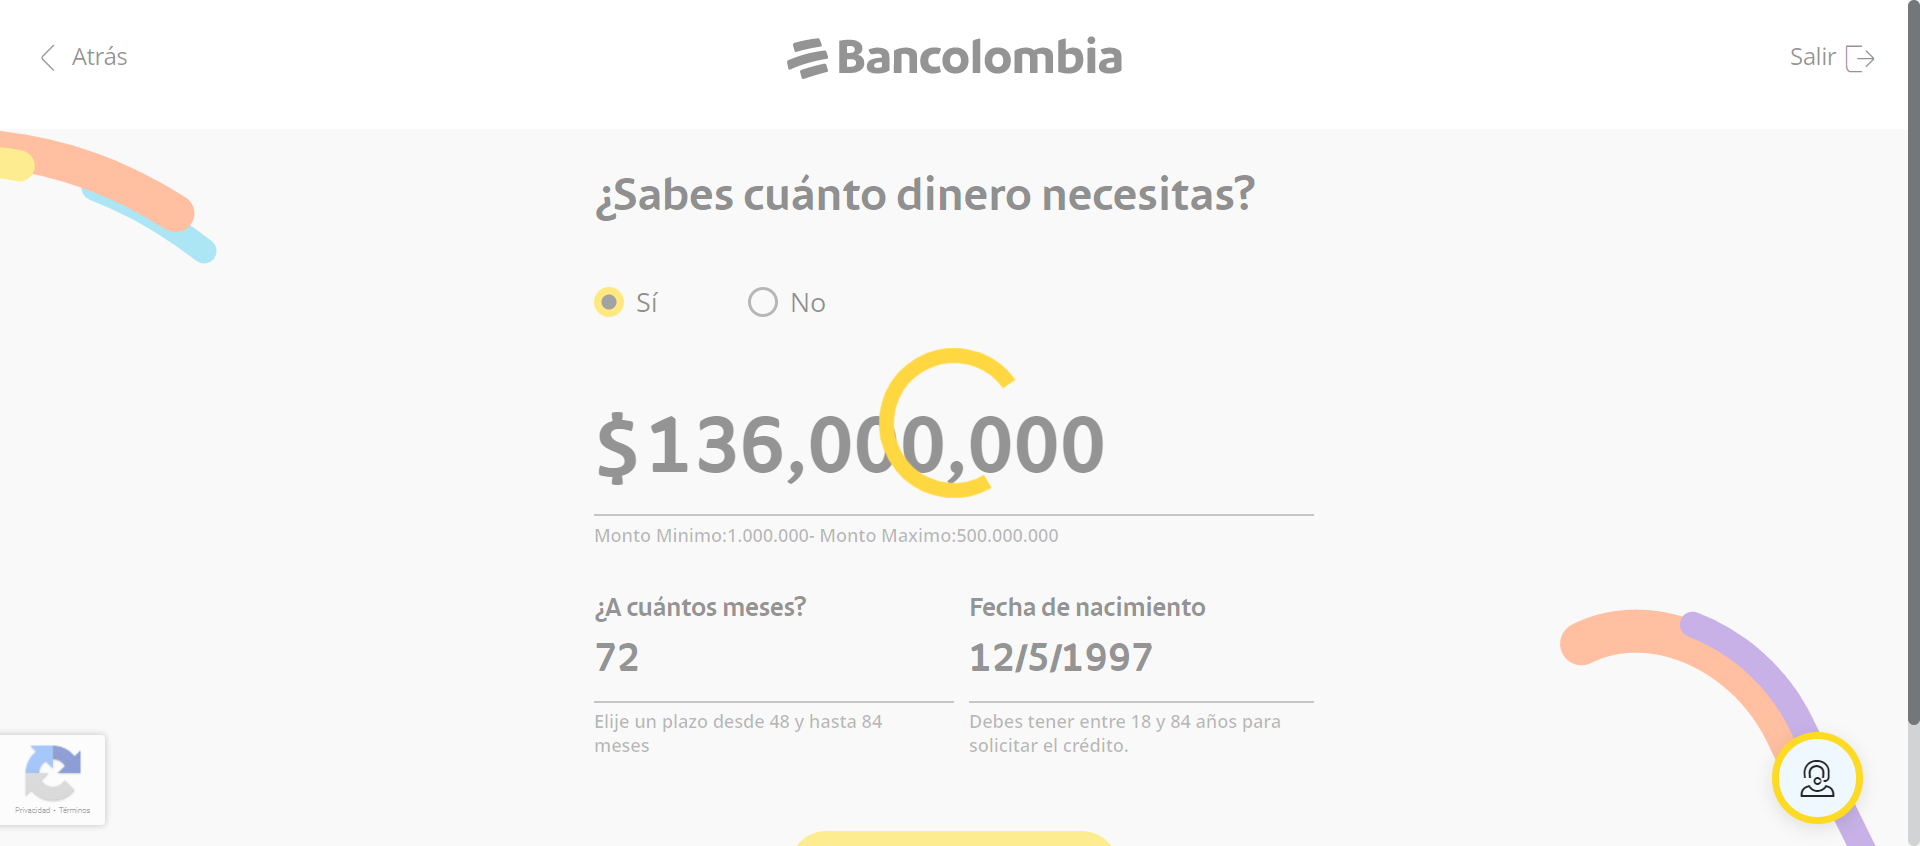 Atrás
Bancolombia
Salir
¿Sabes cuánto dinero necesitas?
Sí
No
$136,000,000
Monto Minimo:1.000.000- Monto Maximo:500.000.000
¿A cuántos meses?
Fecha de nacimiento
72
12/5/1997
Elije un plazo desde 48 y hasta 84
meses
Debes tener entre 18 y 84 años para
solicitar el crédito.
Privacidad - Términos